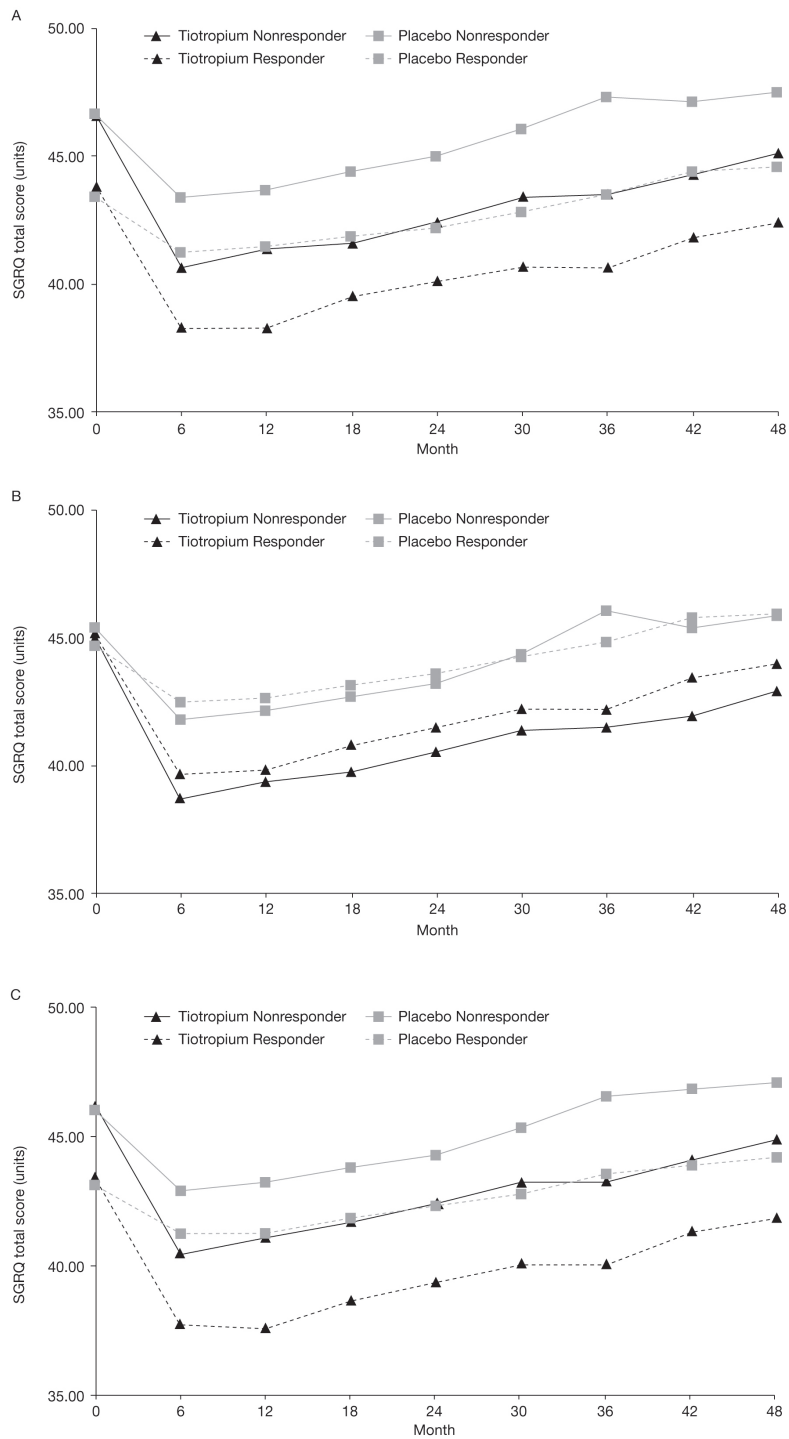 A
50.00
Tiotropium Nonresponder Placebo Nonresponder
Tiotropium Responder Placebo Responder
45.00
SGRQ total score (units)
40.00
35.00
0 6 12 18 24 30 36 42 48
Month
B
50.00
Tiotropium Nonresponder Placebo Nonresponder
Tiotropium Responder Placebo Responder
45.00
SGRQ total score (units)
40.00
35.00
0 6 12 18 24 30 36 42 48
Month
C
50.00
Tiotropium Nonresponder Placebo Nonresponder
Tiotropium Responder Placebo Responder
45.00
SGRQ total score (units)
40.00
35.00
0 6 12 18 24 30 36 42 48
Month